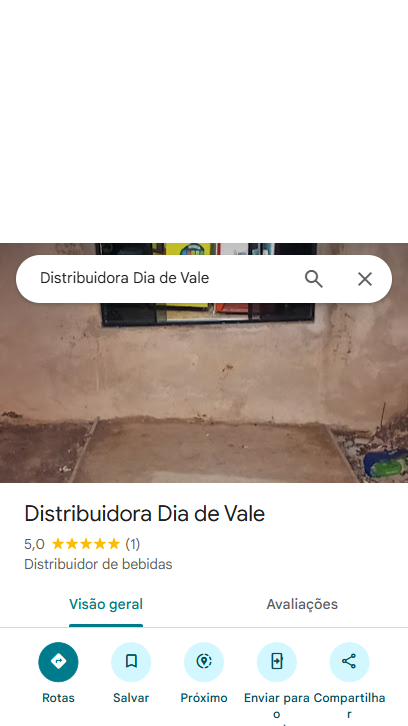 Distribuidora Dia de Vale
Distribuidora Dia de Vale
5,0 (1)
Distribuidor de bebidas
Visão geral
Avaliações
Rotas
Salvar
Próximo
Enviar para
o
Compartilha
r